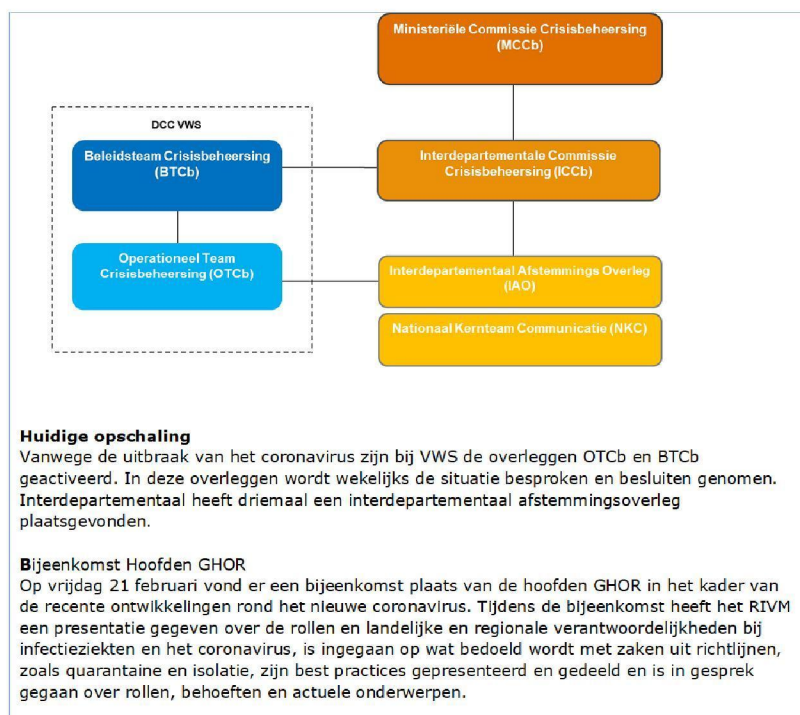 Ministeriële Commissie Crisisbeheersing
(MCCb)
DCC VWS
Beleidsteam Crisisbeheersing
(BTCb)
Interdepartementale Commissie
Crisisbeheersing (ICCb)
Operationeel Team
Crisisbeheersing (OTCb)
Interdepartementaal Afstemmings Overleg
(IAO)
Nationaal Kernteam Communicatie (NKC)
Huidige opschaling
Vanwege de uitbraak van het coronavirus zijn bij VWS de overleggen OTCb en BTCb
geactiveerd. In deze overleggen wordt wekelijks de situatie besproken en besluiten genomen.
Interdepartementaal heeft driemaal een interdepartementaal afstemmingsoverleg
plaatsgevonden.
Bijeenkomst Hoofden GHOR
Op vrijdag 21 februari vond er een bijeenkomst plaats van de hoofden GHOR in het kader van
de recente ontwikkelingen rond het nieuwe coronavirus. Tijdens de bijeenkomst heeft het RIVM
een presentatie gegeven over de rollen en landelijke en regionale verantwoordelijkheden bij
infectieziekten en het coronavirus, is ingegaan op wat bedoeld wordt met zaken uit richtlijnen,
zoals quarantaine en isolatie, zijn best practices gepresenteerd en gedeeld en is in gesprek
gegaan over rollen, behoeften en actuele onderwerpen.